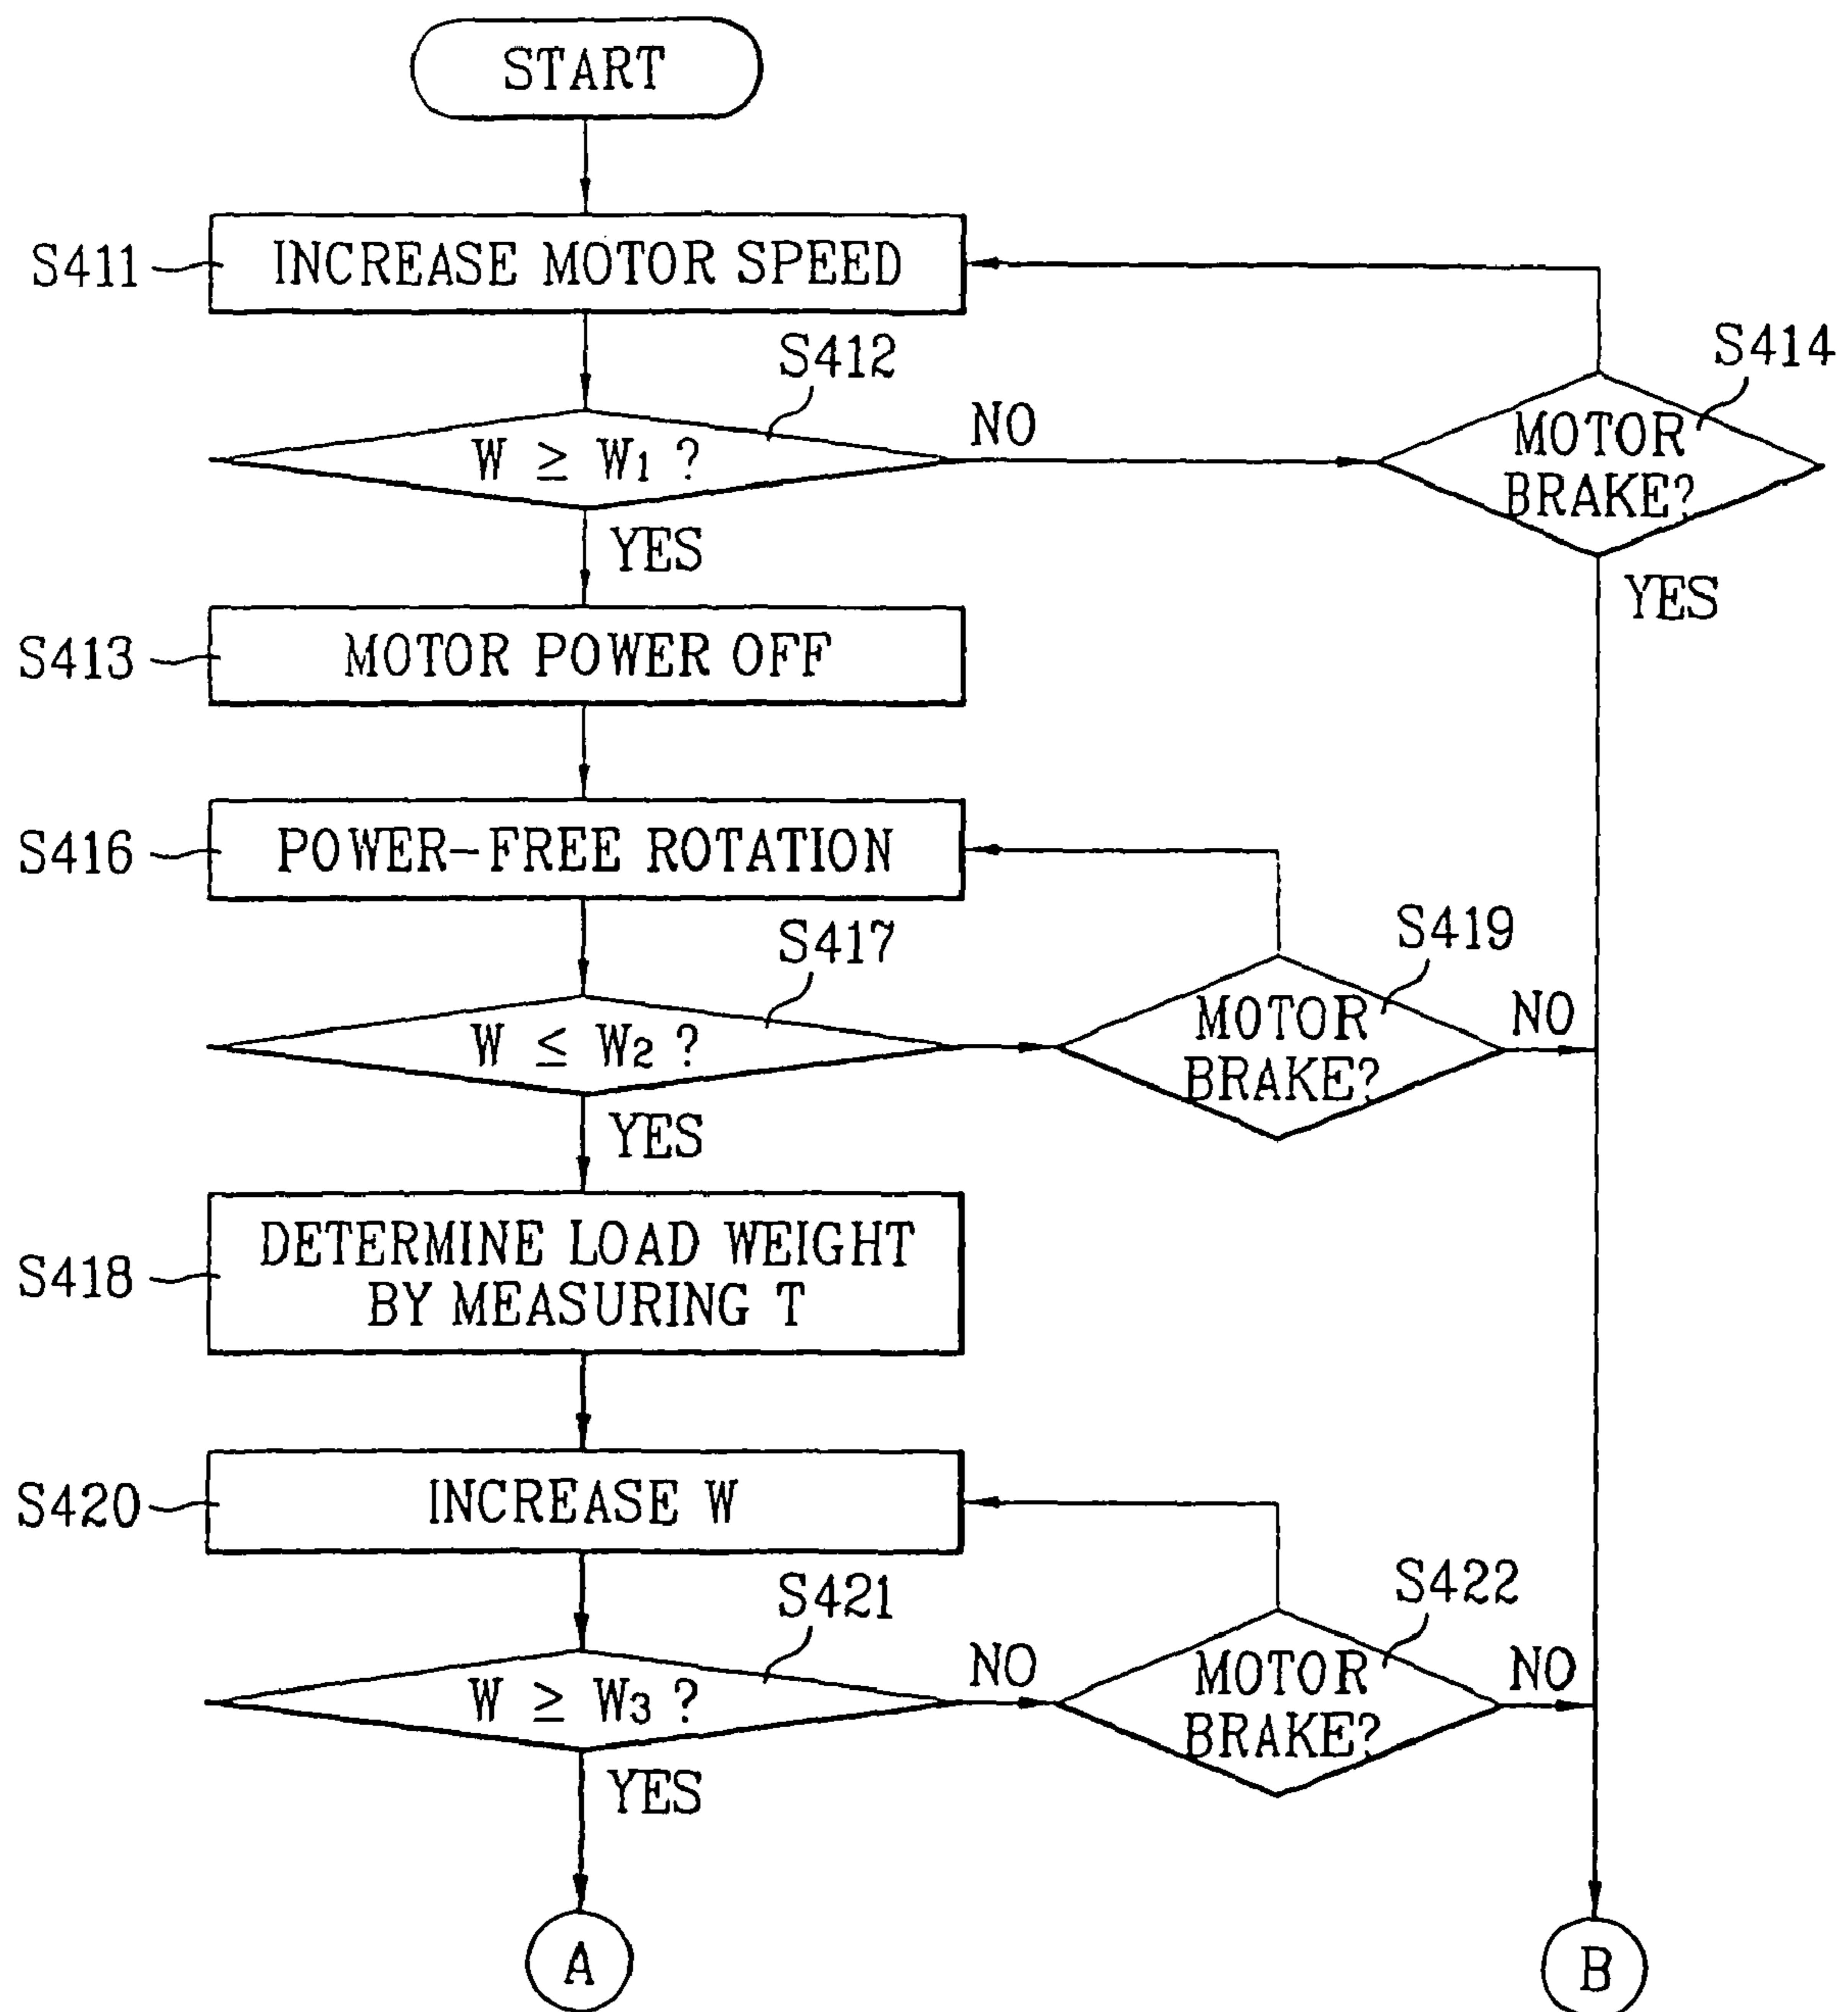 START
S411
INCREASE MOTOR SPEED
S412
W ≥ W1 ?
NO
S414
MOTOR
BRAKE?
YES
YES
S413
MOTOR POWER OFF
S416
POWER-FREE ROTATION
S417
W ≤ W2 ?
S419
MOTOR
BRAKE?
NO
YES
S418
DETERMINE LOAD WEIGHT
BY MEASURING T
S420
INCREASE W
S421
W ≥ W3 ?
NO
S422
MOTOR
BRAKE?
NO
YES
A
B